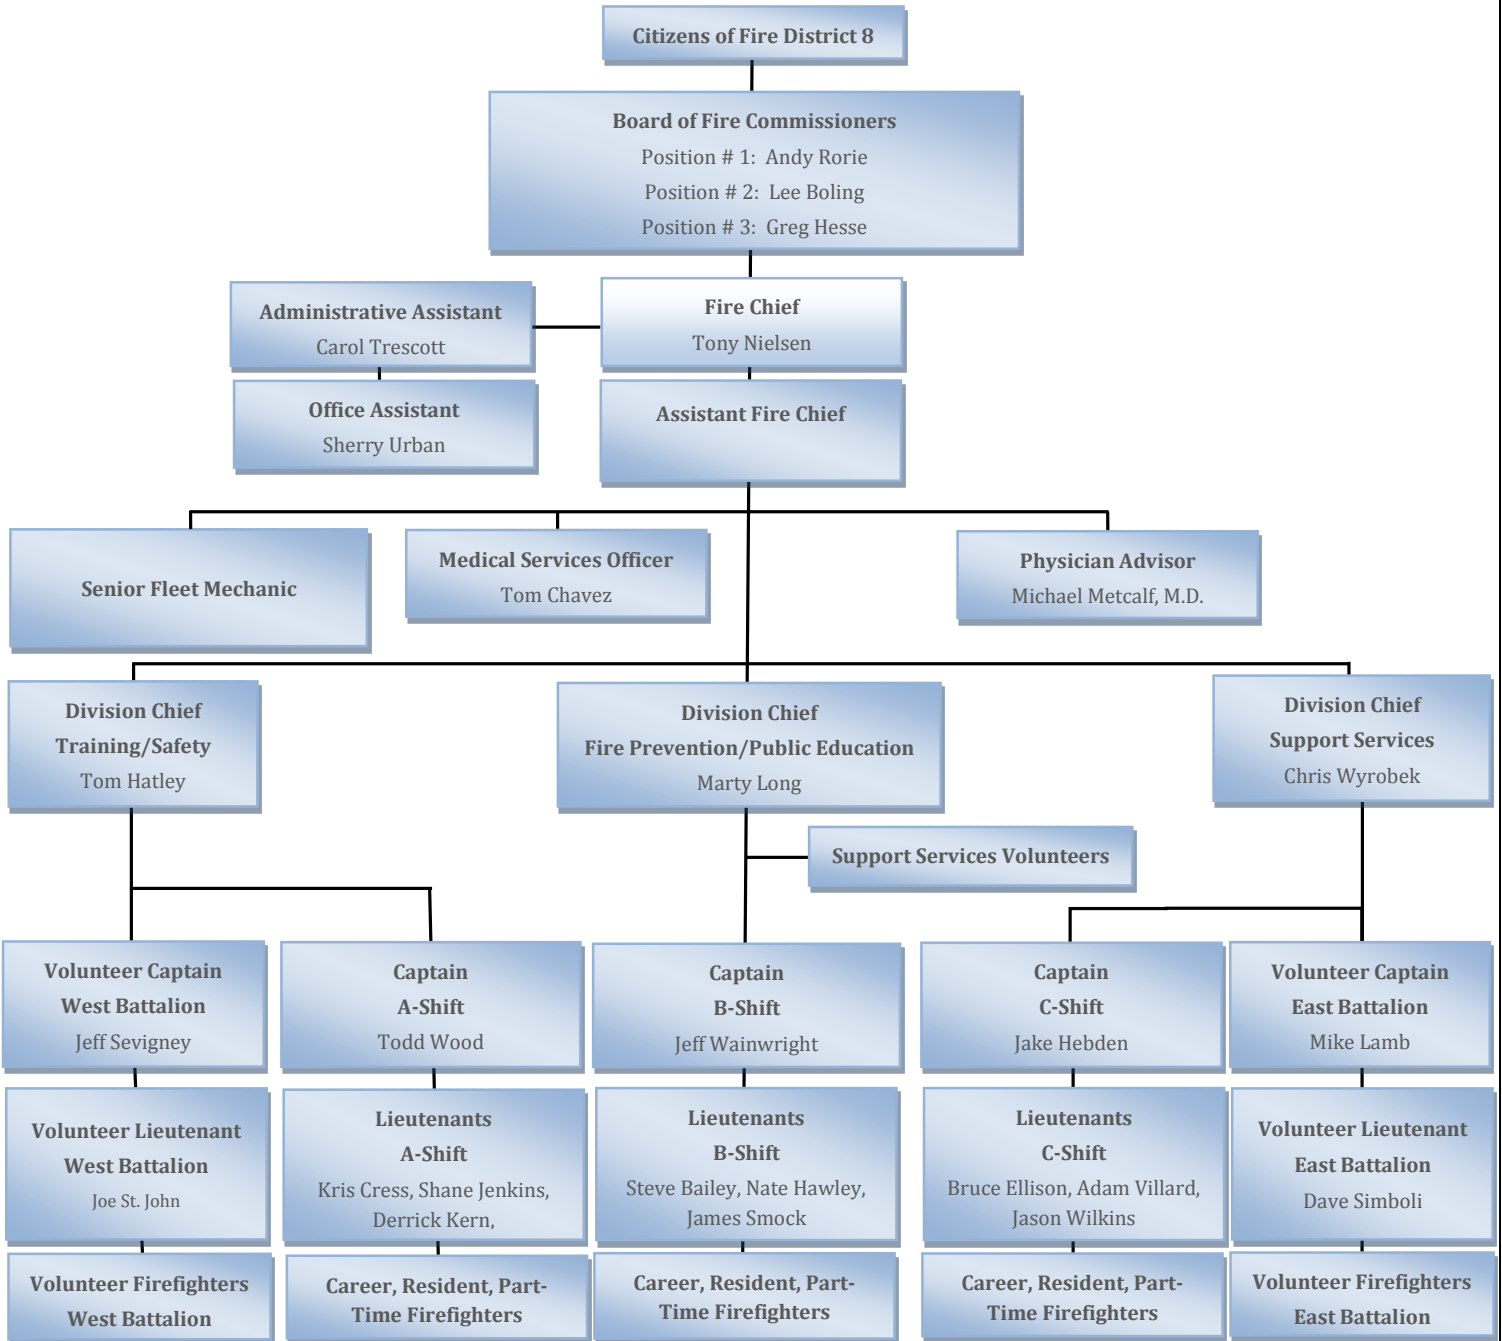 Citizens of Fire District 8
Board of Fire Commissioners
Position # 1: Andy Rorie
Position # 2: Lee Boling
Position # 3: Greg Hesse
Administrative Assistant
Carol Trescott
Fire Chief
Tony Nielsen
Office Assistant
Sherry Urban
Assistant Fire Chief
Senior Fleet Mechanic
Medical Services Officer
Tom Chavez
Physician Advisor
Michael Metcalf, M.D.
Division Chief
Training/Safety
Tom Hatley
Division Chief
Fire Prevention/Public Education
Marty Long
Division Chief
Support Services
Chris Wyrobek
Support Services Volunteers
Volunteer Captain
West Battalion
Jeff Sevigney
Captain
A-Shift
Todd Wood
Captain
B-Shift
Jeff Wainwright
Captain
C-Shift
Jake Hebden
Volunteer Captain
East Battalion
Mike Lamb
Volunteer Lieutenant
West Battalion
Joe St. John
Lieutenants
A-Shift
Kris Cress, Shane Jenkins,
Derrick Kern,
Lieutenants
B-Shift
Steve Bailey, Nate Hawley,
James Smock
Lieutenants
C-Shift
Bruce Ellison, Adam Villard,
Jason Wilkins
Volunteer Lieutenant
East Battalion
Dave Simboli
Volunteer Firefighters
West Battalion
Career, Resident, Part-
Time Firefighters
Career, Resident, Part-
Time Firefighters
Career, Resident, Part-
Time Firefighters
Volunteer Firefighters
East Battalion